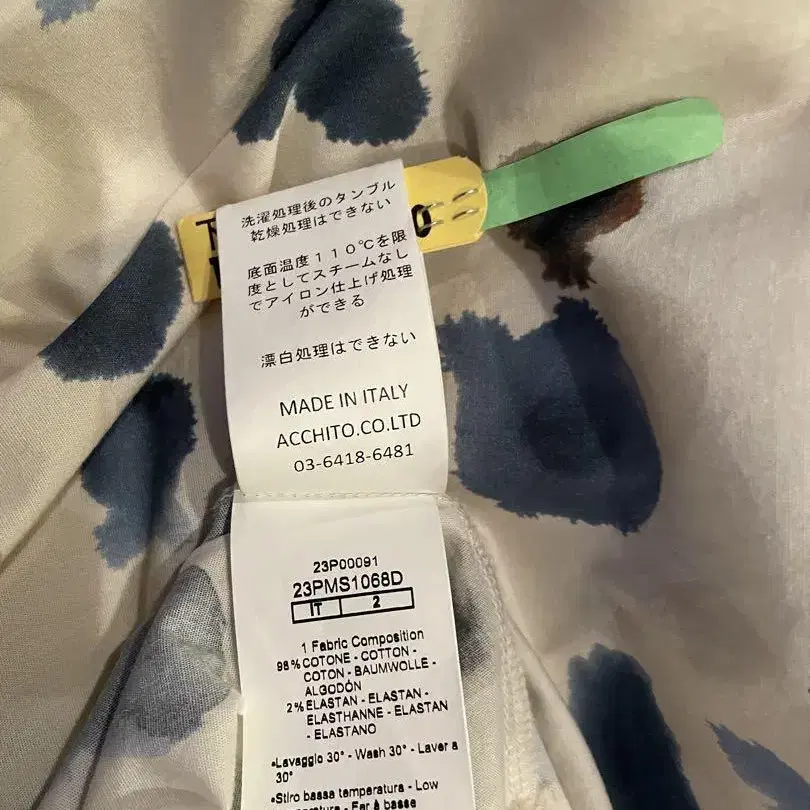 洗濯処理後のタンブル
乾燥処理はできない
底面温度110℃を限
度としてスチームなし
でアイロン仕上げ処理
ができる
漂白処理はできない
MADE IN ITALY
ACCHITO.CO.LTD
03-6418-6481
23P00091
23PMS1068D
IT 2
1 Fabric Composition
98% COTONE - COTTON -
COTON - BAUMWOLLE -
ALGODÓN
2% ELASTAN - ELASTAN -
ELASTHANNE - ELASTAN
- ELASTANO
•Lavaggio 30° - Wash 30° - Laver a
30°
•Stiro bassa temperatura - Low
- Fer à basse